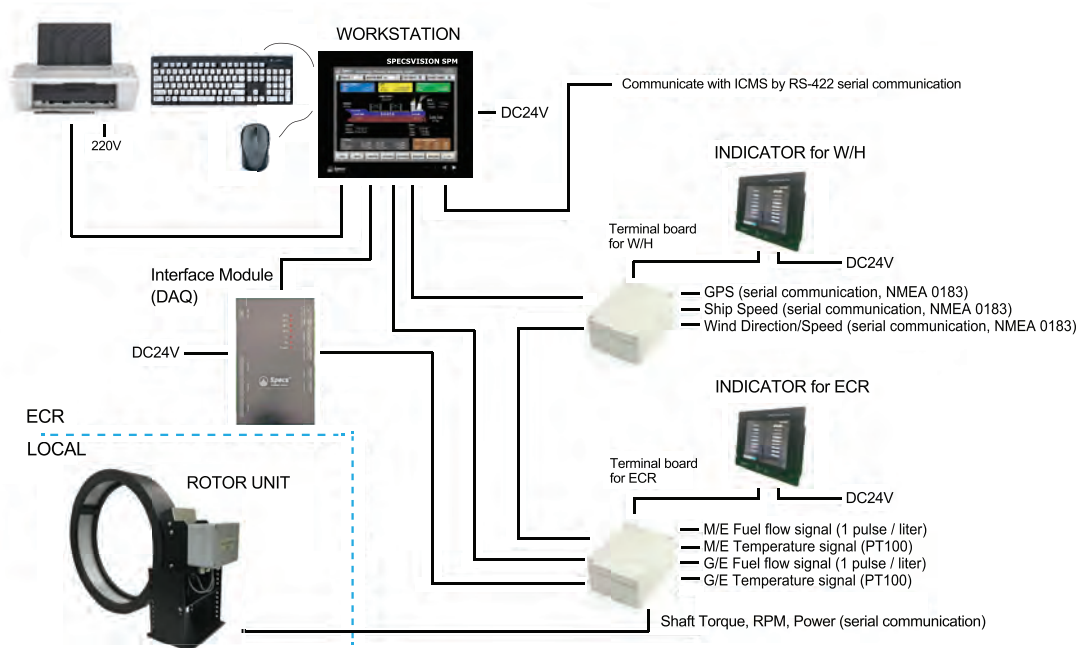 WORKSTATION
SPECSVISION SPM
Communicate with ICMS by RS-422 serial communication
DC24V
220V
INDICATOR for W/H
Terminal board
for W/H
DC24V
Interface Module
(DAQ)
GPS (serial communication, NMEA 0183)
Ship Speed (serial communication, NMEA 0183)
Wind Direction/Speed (serial communication, NMEA 0183)
DC24V
Specs
INDICATOR for ECR
ECR
LOCAL
Terminal board
for ECR
ROTOR UNIT
DC24V
M/E Fuel flow signal (1 pulse / liter)
M/E Temperature signal (PT100)
G/E Fuel flow signal (1 pulse / liter)
G/E Temperature signal (PT100)
Shaft Torque, RPM, Power (serial communication)